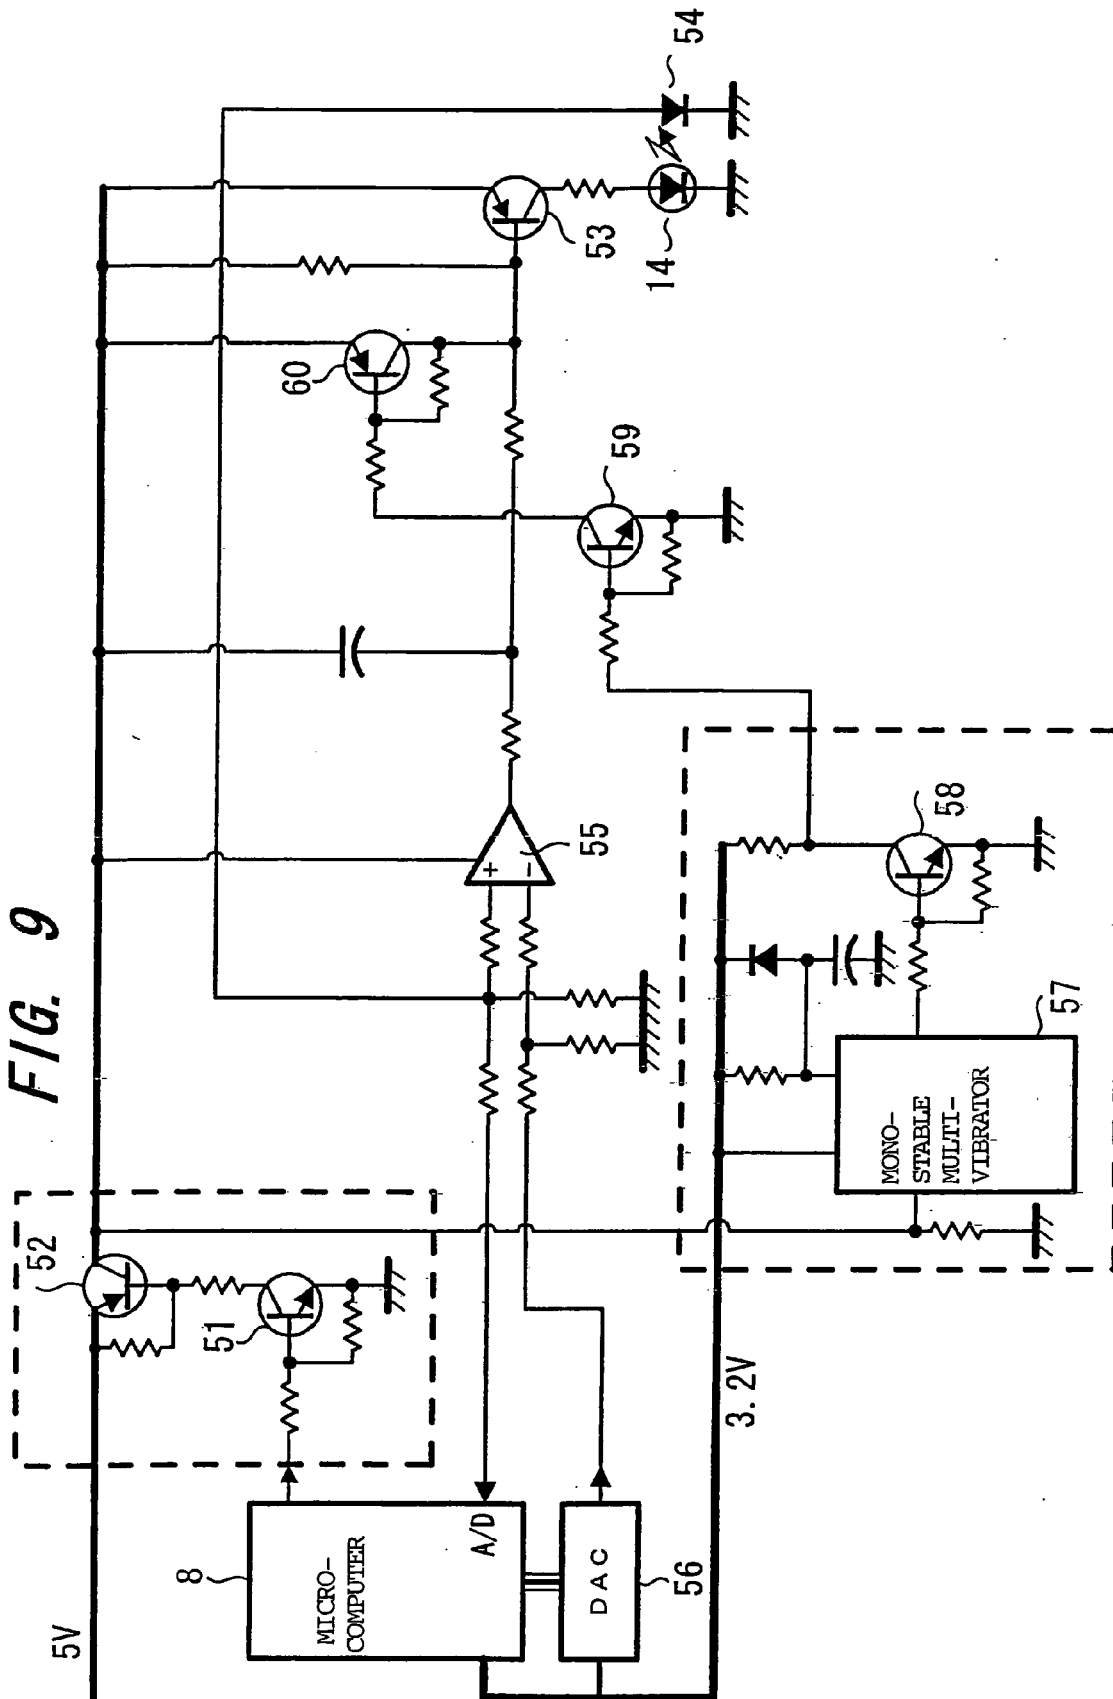 FIG. 9
5V
52
51
8
MICRO-
COMPUTER
A/D
DAC
56
3.2V
55
+
−
60
53
54
14
59
58
57
MONO-
STABLE
MULTI-
VIBRATOR